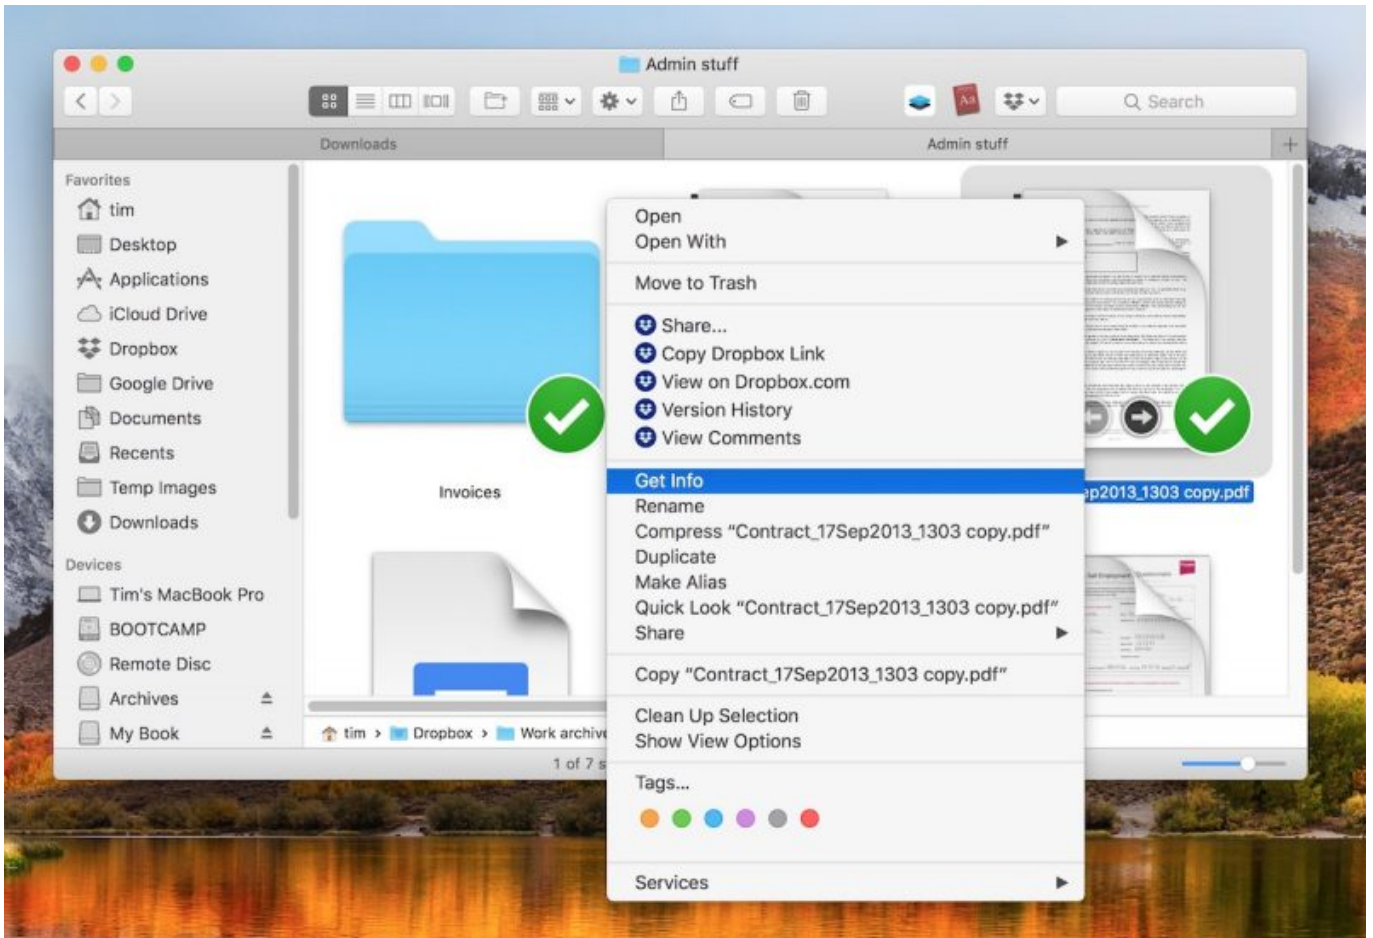 Admin stuff
Search
Downloads
Admin stuff
Favorites
tim
Desktop
Applications
iCloud Drive
Dropbox
Google Drive
Documents
Recents
Temp Images
Downloads
Devices
Tim's MacBook Pro
BOOTCAMP
Remote Disc
Archives
My Book
Invoices
ep2013_1303 copy.pdf
tim › Dropbox › Work archive
1 of 7 s
Open
Open With
Move to Trash
Share...
Copy Dropbox Link
View on Dropbox.com
Version History
View Comments
Get Info
Rename
Compress “Contract_17Sep2013_1303 copy.pdf”
Duplicate
Make Alias
Quick Look “Contract_17Sep2013_1303 copy.pdf”
Share
Copy “Contract_17Sep2013_1303 copy.pdf”
Clean Up Selection
Show View Options
Tags...
Services